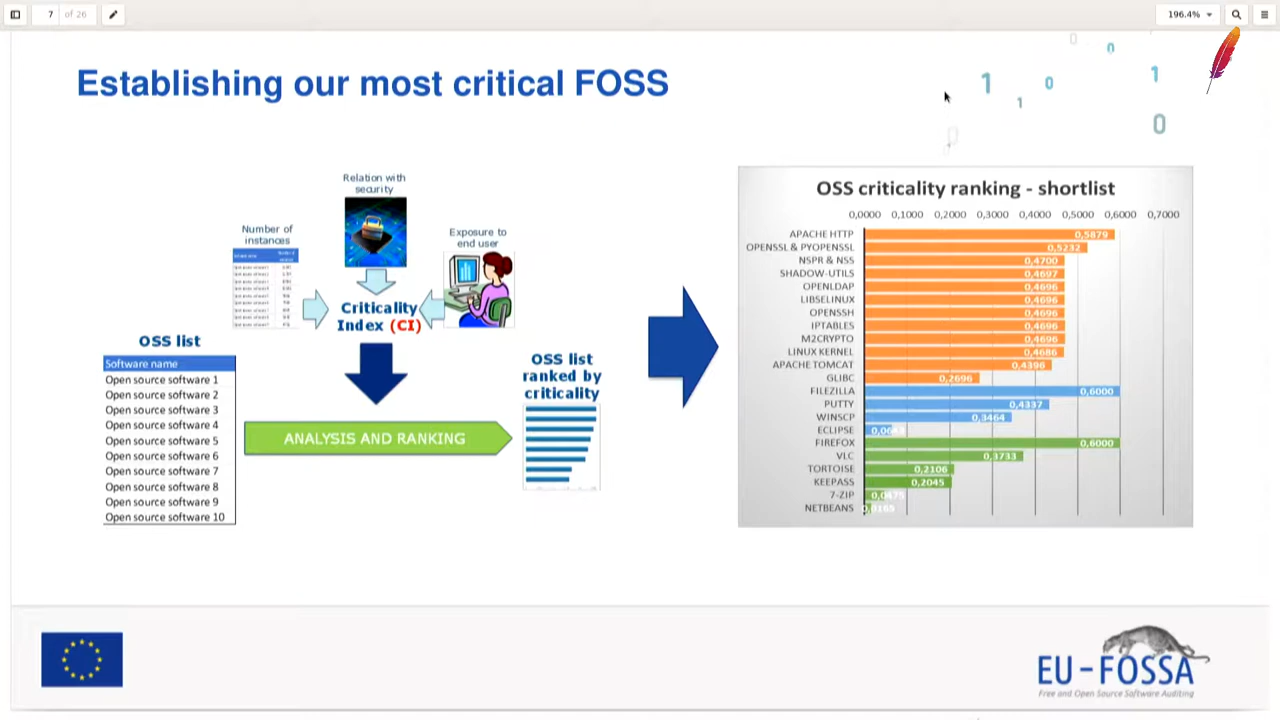 7 of 26
196.4%
Establishing our most critical FOSS
Relation with
security
Number of
instances
Exposure to
end user
Criticality
Index (CI)
OSS list
Software name
Open source software 1
Open source software 2
Open source software 3
Open source software 4
Open source software 5
Open source software 6
Open source software 7
Open source software 8
Open source software 9
Open source software 10
ANALYSIS AND RANKING
OSS list
ranked by
criticality
OSS criticality ranking - shortlist
0,0000 0,1000 0,2000 0,3000 0,4000 0,5000 0,6000 0,7000
APACHE HTTP 0,5879
OPENSSL & PYOPENSSL 0,5232
NSPR & NSS 0,4700
SHADOW-UTILS 0,4697
OPENLDAP 0,4696
LIBSELINUX 0,4696
OPENSSH 0,4696
IPTABLES 0,4696
M2CRYPTO 0,4696
LINUX KERNEL 0,4686
APACHE TOMCAT 0,4396
GLIBC 0,2696
FILEZILLA 0,6000
PUTTY 0,4337
WINSCP 0,3464
ECLIPSE
FIREFOX 0,6000
VLC 0,3733
TORTOISE 0,2106
KEEPASS 0,2045
7-ZIP 0,0475
NETBEANS
EU-FOSSA
Free and Open Source Software Auditing